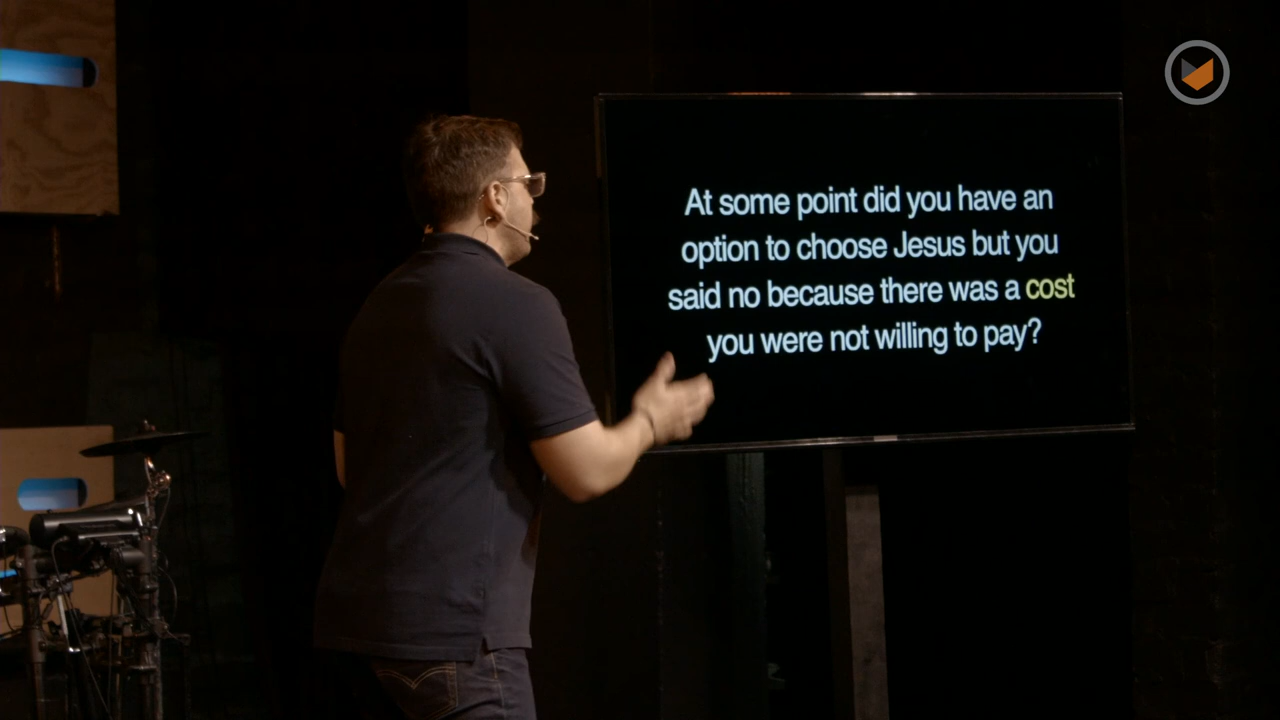 At some point did you have an
option to choose Jesus but you
said no because there was a cost
you were not willing to pay?